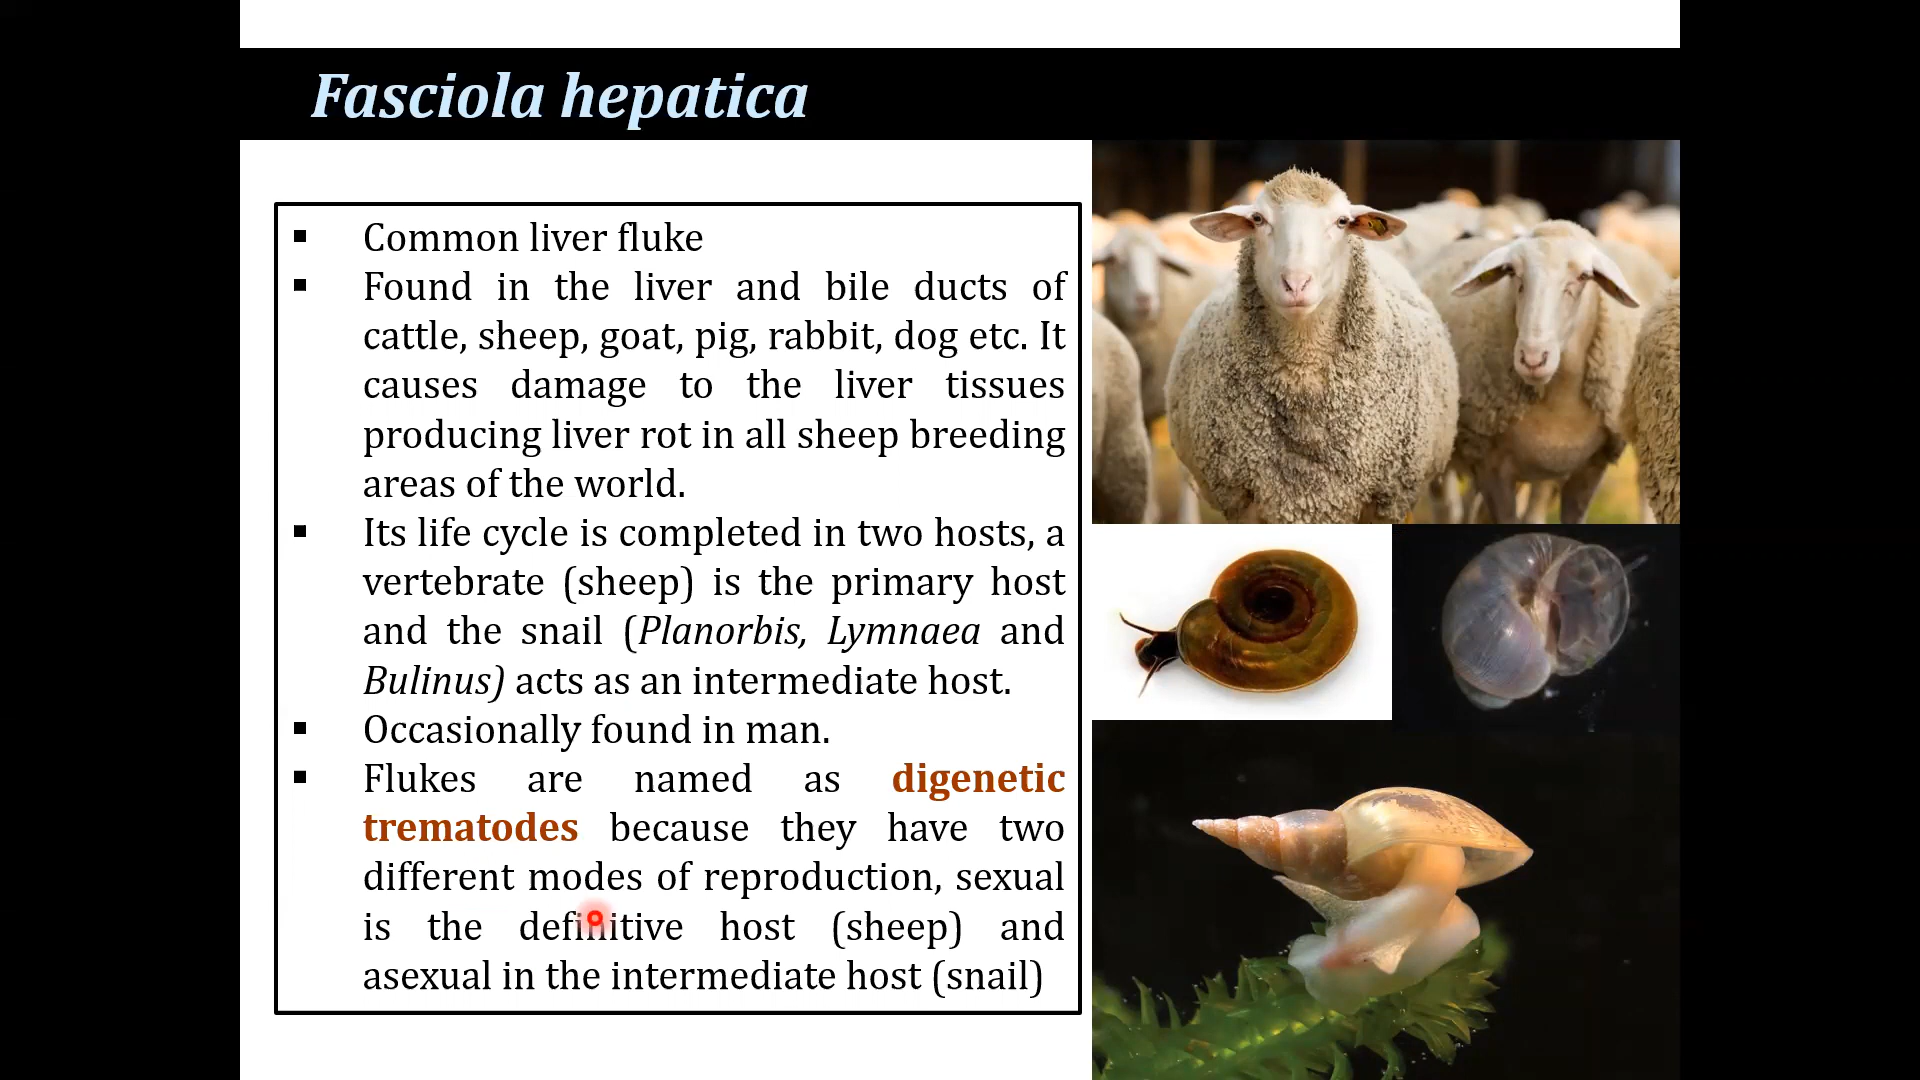 Fasciola hepatica
▪ Common liver fluke
▪ Found in the liver and bile ducts of
cattle, sheep, goat, pig, rabbit, dog etc. It
causes damage to the liver tissues
producing liver rot in all sheep breeding
areas of the world.
▪ Its life cycle is completed in two hosts, a
vertebrate (sheep) is the primary host
and the snail (Planorbis, Lymnaea and
Bulinus) acts as an intermediate host.
▪ Occasionally found in man.
▪ Flukes are named as digenetic
trematodes because they have two
different modes of reproduction, sexual
is the definitive host (sheep) and
asexual in the intermediate host (snail)